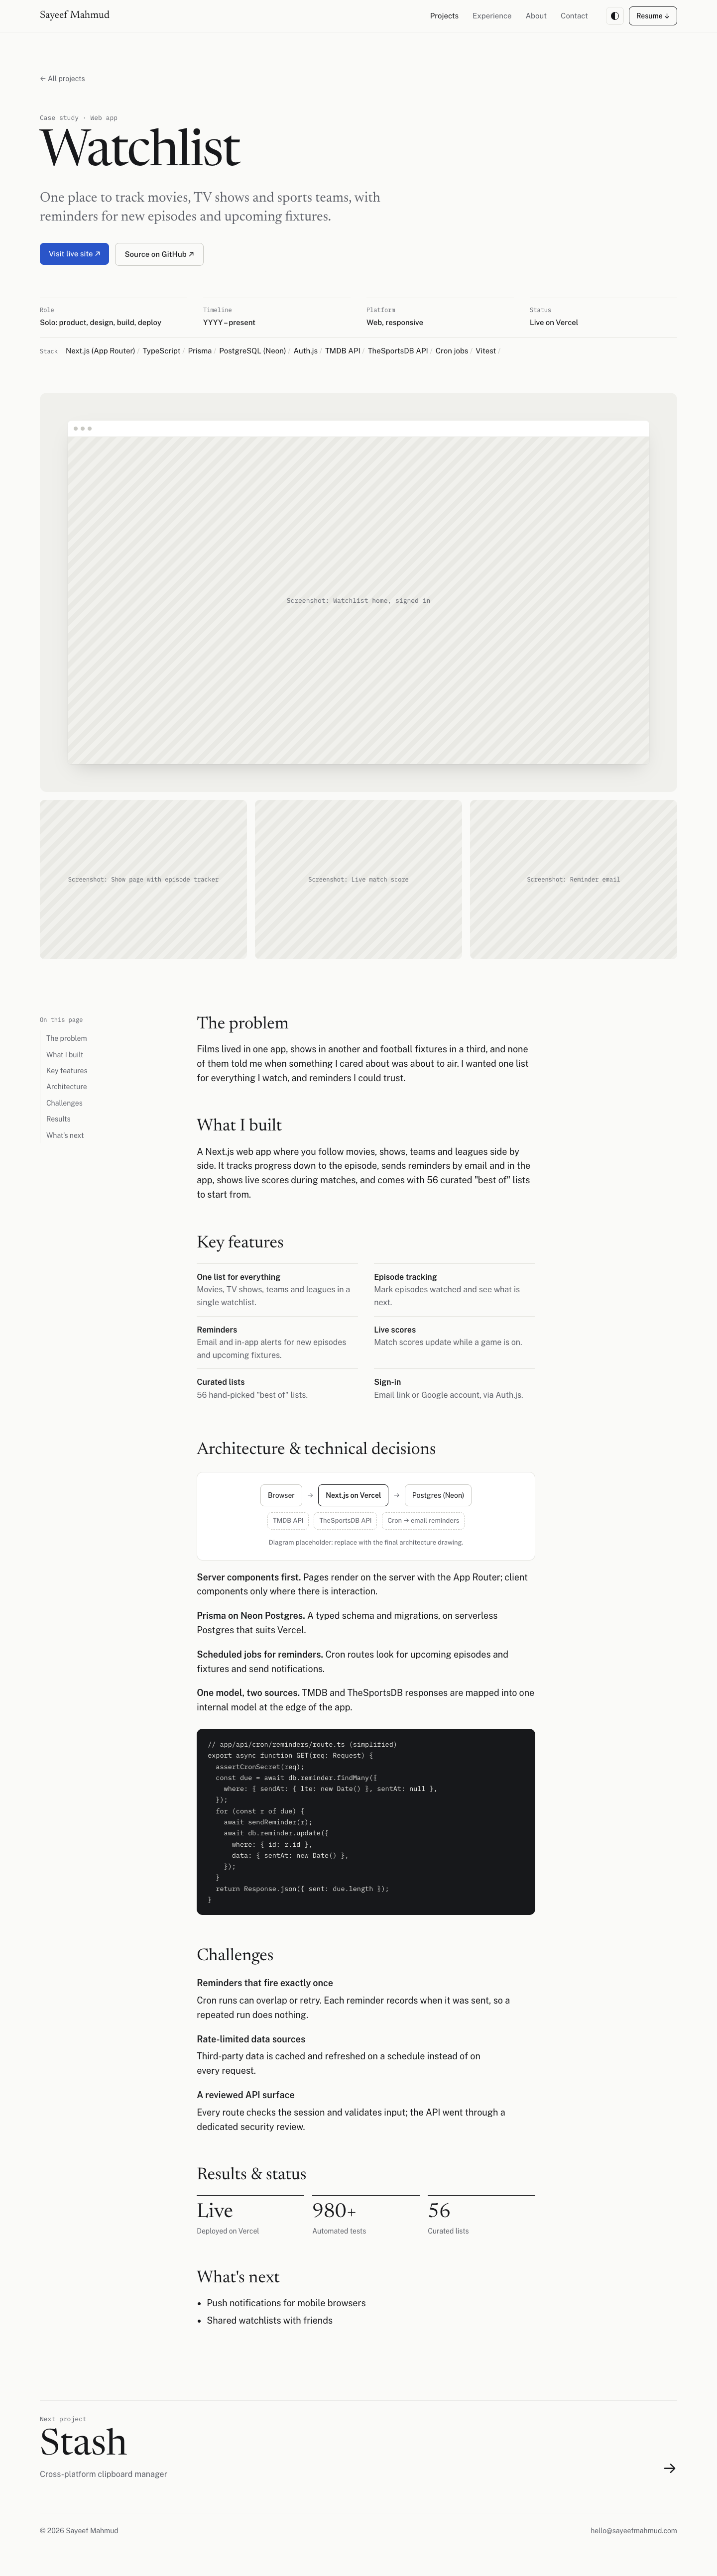 Sayeef Mahmud
Projects Experience About Contact Resume ↓
← All projects
Case study · Web app
Watchlist
One place to track movies, TV shows and sports teams, with
reminders for new episodes and upcoming fixtures.
Visit live site ↗ Source on GitHub ↗
Role Timeline Platform Status
Solo: product, design, build, deploy YYYY – present Web, responsive Live on Vercel
Stack Next.js (App Router) / TypeScript / Prisma / PostgreSQL (Neon) / Auth.js / TMDB API / TheSportsDB API / Cron jobs / Vitest /
Screenshot: Watchlist home, signed in
Screenshot: Show page with episode tracker
Screenshot: Live match score
Screenshot: Reminder email
On this page
The problem
What I built
Key features
Architecture
Challenges
Results
What's next
The problem
Films lived in one app, shows in another and football fixtures in a third, and none
of them told me when something I cared about was about to air. I wanted one list
for everything I watch, and reminders I could trust.
What I built
A Next.js web app where you follow movies, shows, teams and leagues side by
side. It tracks progress down to the episode, sends reminders by email and in the
app, shows live scores during matches, and comes with 56 curated "best of" lists
to start from.
Key features
One list for everything
Movies, TV shows, teams and leagues in a
single watchlist.
Episode tracking
Mark episodes watched and see what is
next.
Reminders
Email and in-app alerts for new episodes
and upcoming fixtures.
Live scores
Match scores update while a game is on.
Curated lists
56 hand-picked "best of" lists.
Sign-in
Email link or Google account, via Auth.js.
Architecture & technical decisions
Browser → Next.js on Vercel → Postgres (Neon)
TMDB API TheSportsDB API Cron → email reminders
Diagram placeholder: replace with the final architecture drawing.
Server components first. Pages render on the server with the App Router; client
components only where there is interaction.
Prisma on Neon Postgres. A typed schema and migrations, on serverless
Postgres that suits Vercel.
Scheduled jobs for reminders. Cron routes look for upcoming episodes and
fixtures and send notifications.
One model, two sources. TMDB and TheSportsDB responses are mapped into one
internal model at the edge of the app.
// app/api/cron/reminders/route.ts (simplified)
export async function GET(req: Request) {
  assertCronSecret(req);
  const due = await db.reminder.findMany({
    where: { sendAt: { lte: new Date() }, sentAt: null },
  });
  for (const r of due) {
    await sendReminder(r);
    await db.reminder.update({
      where: { id: r.id },
      data: { sentAt: new Date() },
    });
  }
  return Response.json({ sent: due.length });
}
Challenges
Reminders that fire exactly once
Cron runs can overlap or retry. Each reminder records when it was sent, so a
repeated run does nothing.
Rate-limited data sources
Third-party data is cached and refreshed on a schedule instead of on
every request.
A reviewed API surface
Every route checks the session and validates input; the API went through a
dedicated security review.
Results & status
Live 980+ 56
Deployed on Vercel Automated tests Curated lists
What's next
• Push notifications for mobile browsers
• Shared watchlists with friends
Next project
Stash
Cross-platform clipboard manager
→
© 2026 Sayeef Mahmud hello@sayeefmahmud.com